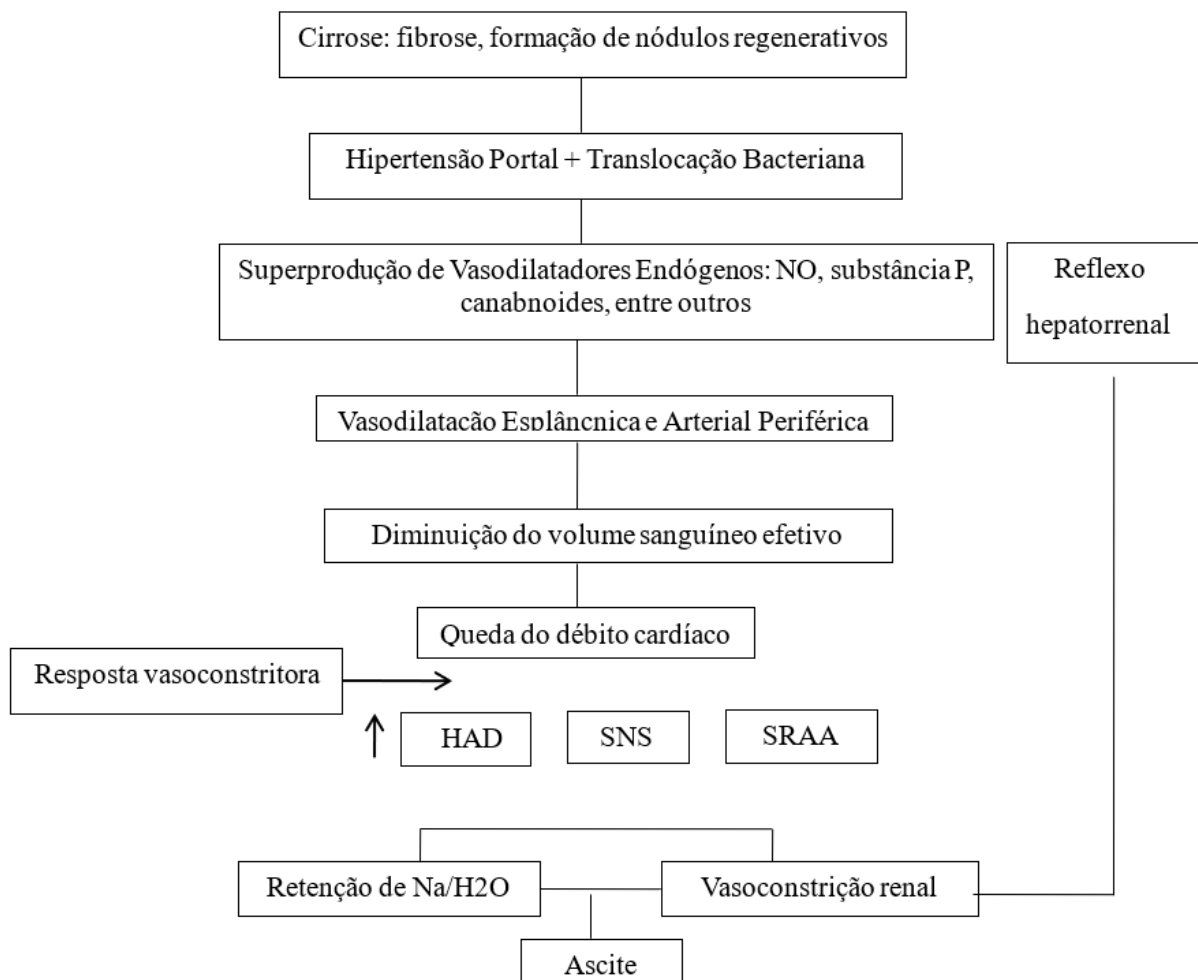 Cirrose: fibrose, formação de nódulos regenerativos
Hipertensão Portal + Translocação Bacteriana
Superprodução de Vasodilatadores Endógenos: NO, substância P,
canabnoides, entre outros
Reflexo
hepatorrenal
Vasodilatação Esplâncnica e Arterial Periférica
Diminuição do volume sanguíneo efetivo
Queda do débito cardíaco
Resposta vasoconstritora
HAD
SNS
SRAA
Retenção de Na/H2O
Vasoconstrição renal
Ascite